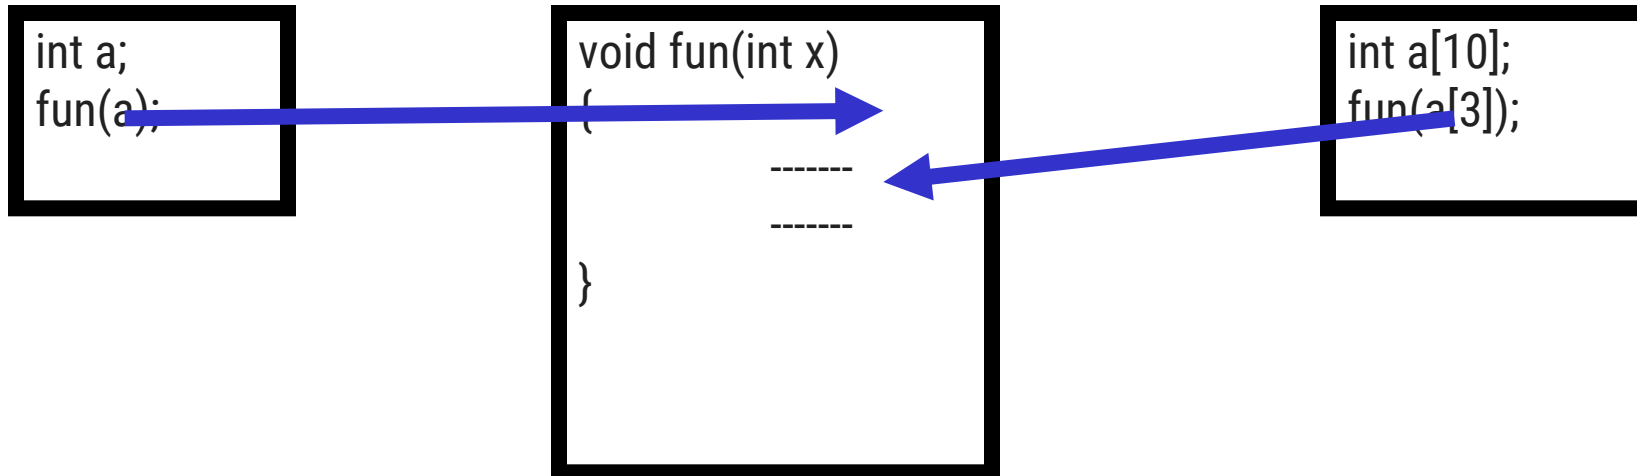 int a;
fun(a);
void fun(int x)
{
-------
-------
}
int a[10];
fun(a[3]);